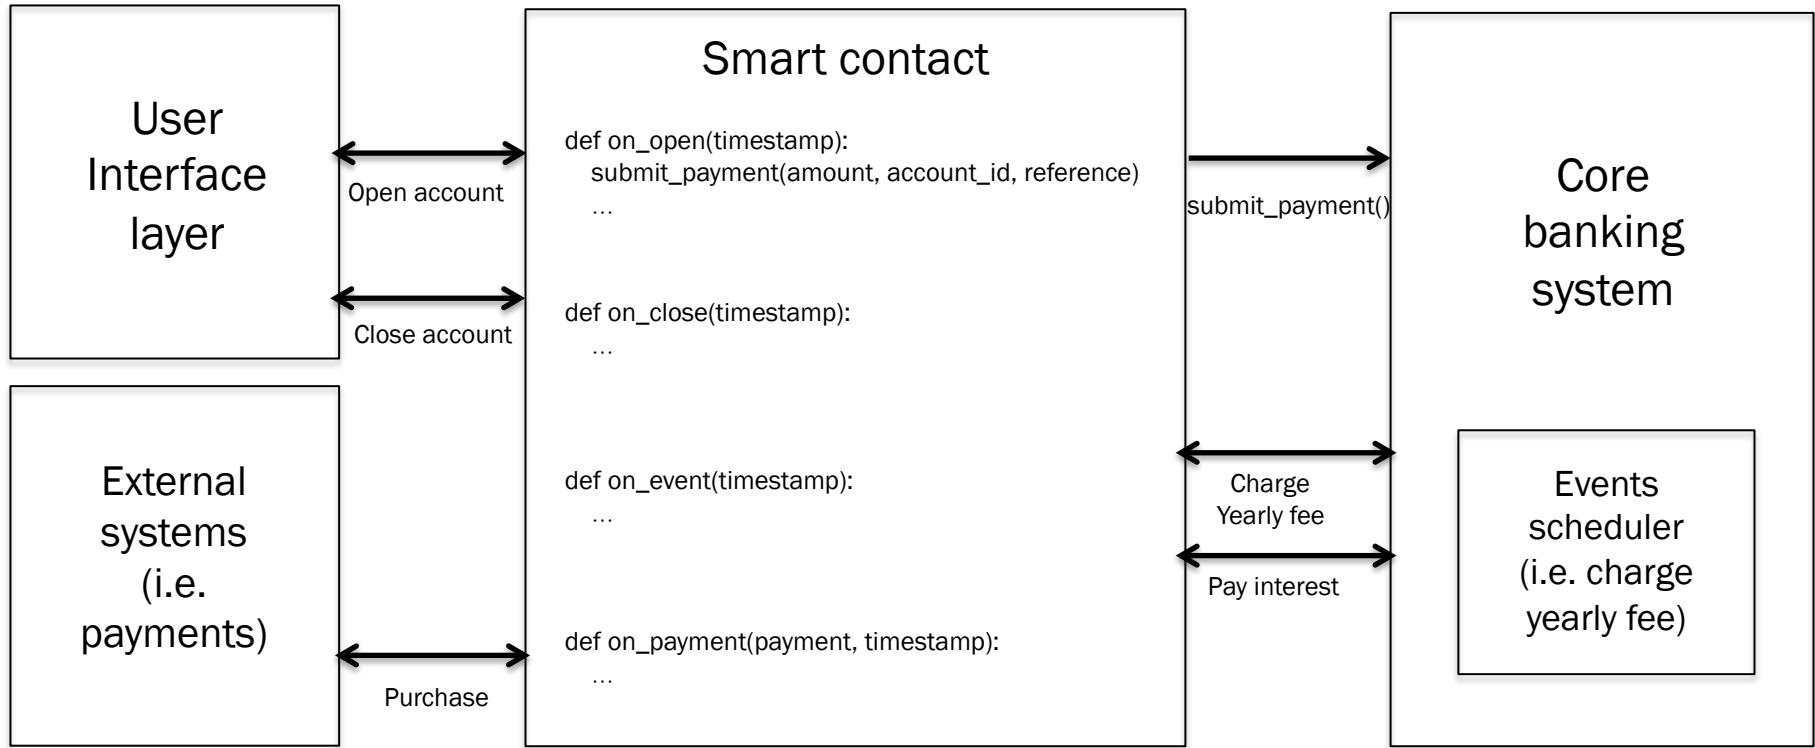 User
Interface
layer
Open account
Close account
External
systems
(i.e.
payments)
Purchase
Smart contact
def on_open(timestamp):
submit_payment(amount, account_id, reference)
...
def on_close(timestamp):
...
def on_event(timestamp):
...
def on_payment(payment, timestamp):
...
submit_payment()
Charge
Yearly fee
Pay interest
Core
banking
system
Events
scheduler
(i.e. charge
yearly fee)